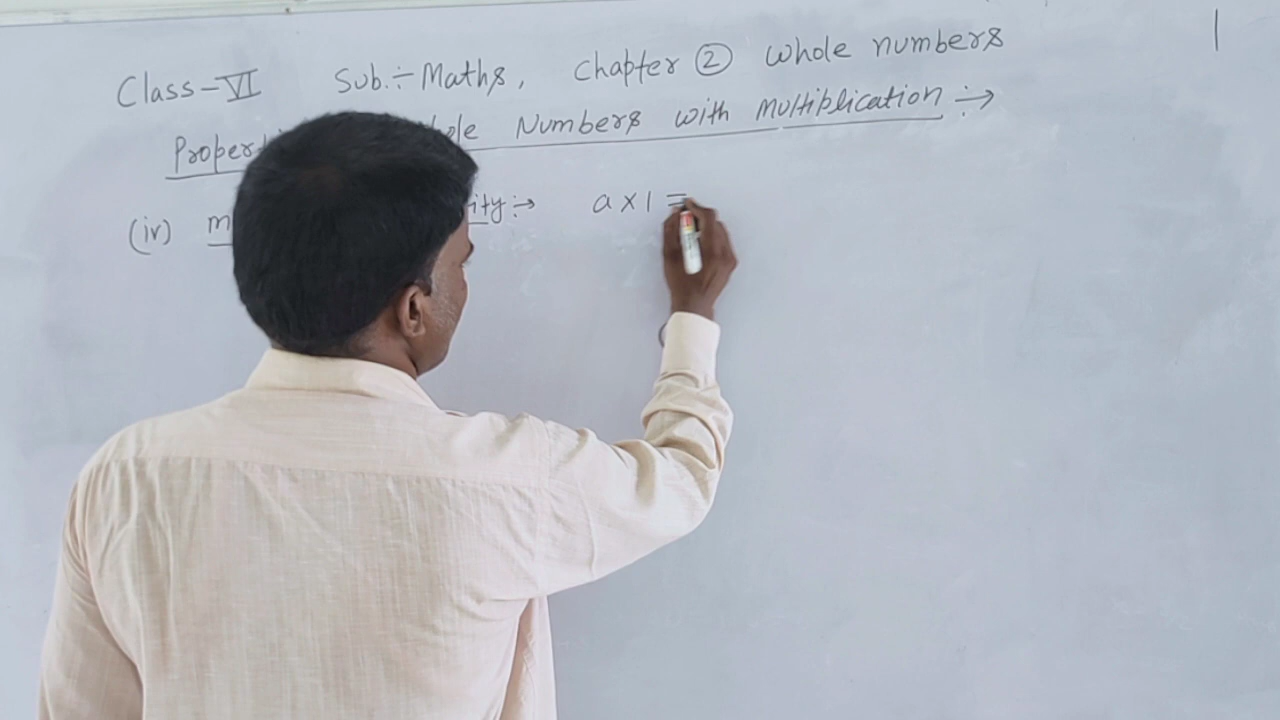 Class-VI Sub.÷Maths, Chapter ② whole numbers
Numbers with multiplication :→
(iv) :→ a×1 =